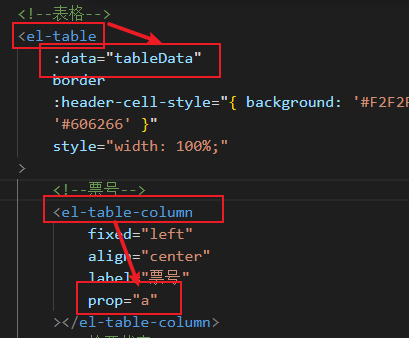 <!--表格-->
<el-table
:data="tableData"
border
:header-cell-style="{ background: '#F2F2F
'#606266' }"
style="width: 100%;"
>
<!--票号-->
<el-table-column
fixed="left"
align="center"
label="票号"
prop="a"
></el-table-column>